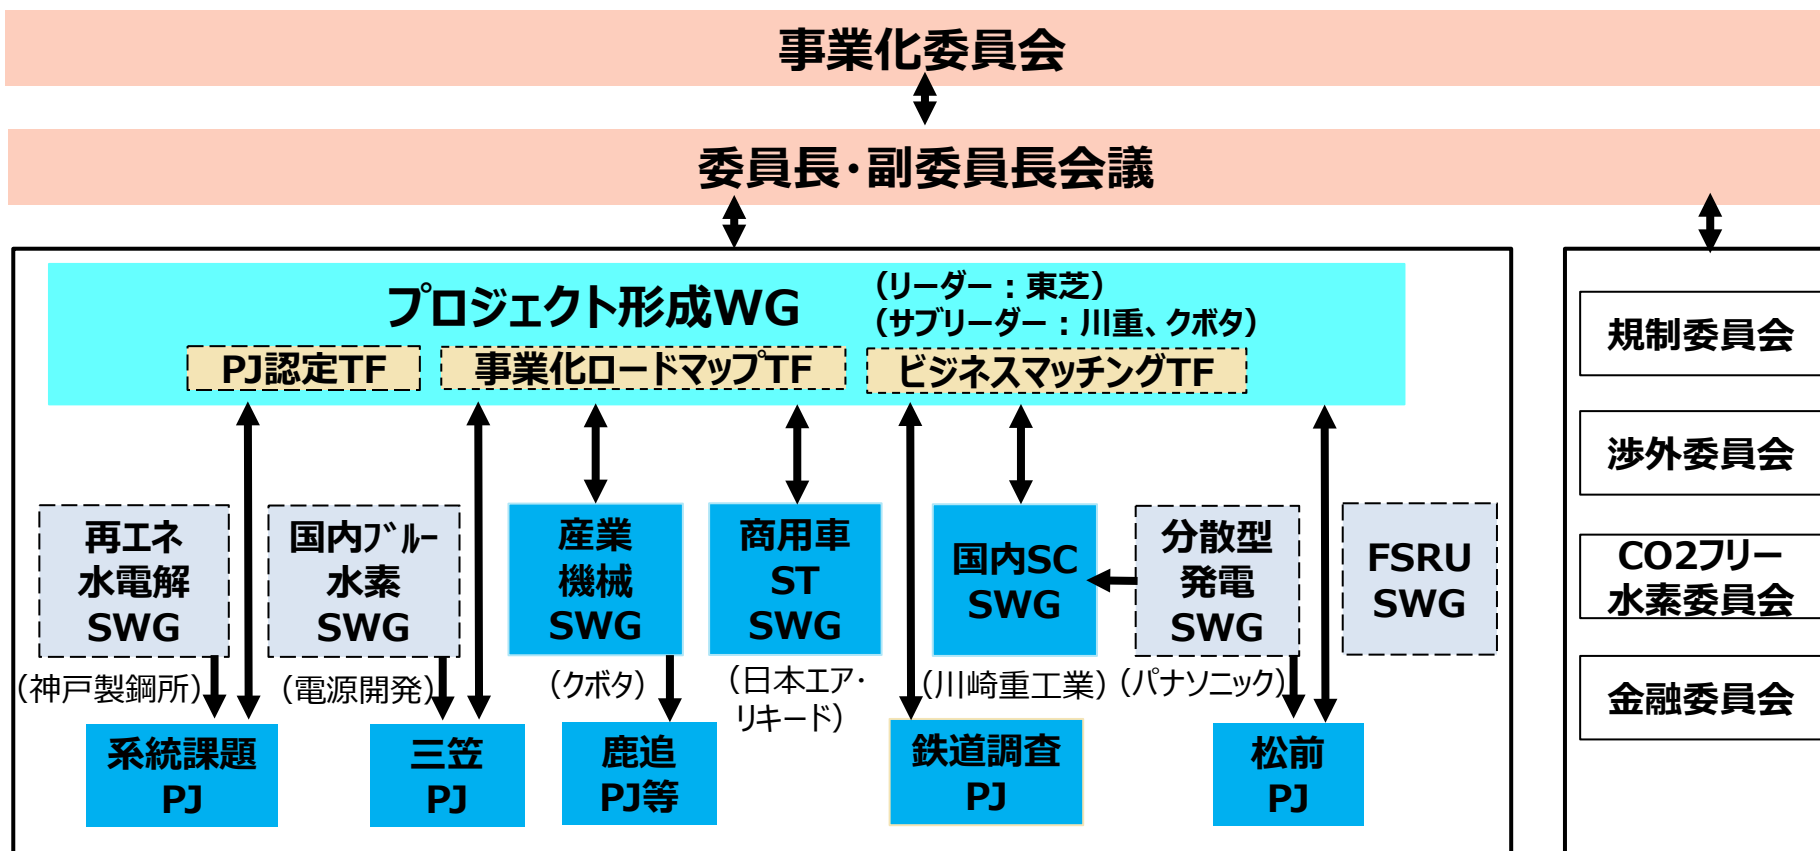 事業化委員会
委員長・副委員長会議
プロジェクト形成WG
（リーダー：東芝）
（サブリーダー：川重、クボタ）
PJ認定TF
事業化ロードマップTF
ビジネスマッチングTF
再エネ
水電解
SWG
（神戸製鋼所）
国内ﾌﾞﾙｰ
水素
SWG
（電源開発）
産業
機械
SWG
（クボタ）
商用車
ST
SWG
（日本エア・
リキード）
国内SC
SWG
（川崎重工業）
分散型
発電
SWG
（パナソニック）
FSRU
SWG
系統課題
PJ
三笠
PJ
鹿追
PJ等
鉄道調査
PJ
松前
PJ
規制委員会
渉外委員会
CO2フリー
水素委員会
金融委員会